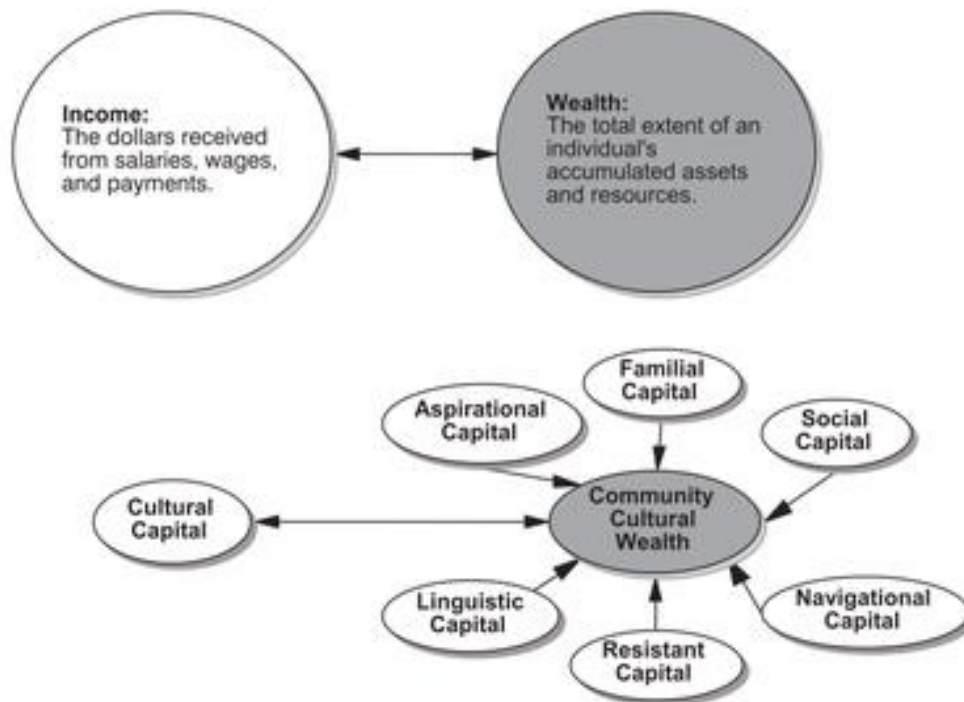 Income:
The dollars received
from salaries, wages,
and payments.
Wealth:
The total extent of an
individual's
accumulated assets
and resources.
Familial
Capital
Aspirational
Capital
Social
Capital
Cultural
Capital
Community
Cultural
Wealth
Linguistic
Capital
Navigational
Capital
Resistant
Capital